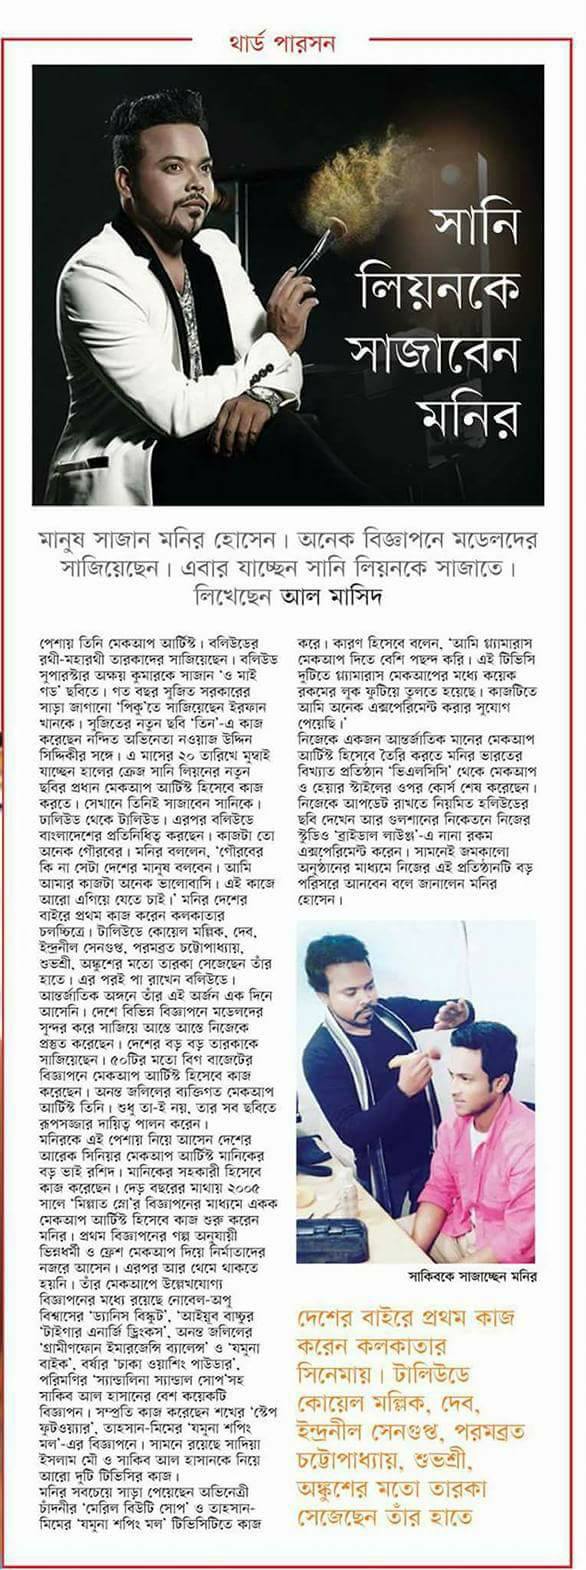 থার্ড পারসন
সানি
লিয়নকে
সাজাবেন
মনির
মানুষ সাজান মনির হোসেন। অনেক বিজ্ঞাপনে মডেলদের
সাজিয়েছেন। এবার যাচ্ছেন সানি লিয়নকে সাজাতে।
লিখেছেন আল মাসিদ
পেশায় তিনি মেকআপ আর্টিস্ট। বলিউডের
রথী-মহারথী তারকাদের সাজিয়েছেন। বলিউড
সুপারস্টার অক্ষয় কুমারকে সাজান ‘ও মাই
গড’ ছবিতে। গত বছর সুজিত সরকারের
সাড়া জাগানো ‘পিকু’তে সাজিয়েছেন ইরফান
খানকে। সুজিতের নতুন ছবি ‘তিন’-এ কাজ
করেছেন নন্দিত অভিনেতা নওয়াজ উদ্দিন
সিদ্দিকীর সঙ্গে। এ মাসের ২০ তারিখে মুম্বাই
যাচ্ছেন হালের ক্রেজ সানি লিয়নের নতুন
ছবির প্রধান মেকআপ আর্টিস্ট হিসেবে কাজ
করতে। সেখানে তিনিই সাজাবেন সানিকে।
ঢালিউড থেকে টালিউড। এরপর বলিউডে
বাংলাদেশের প্রতিনিধিত্ব করছেন। কাজটা তো
অনেক গৌরবের। মনির বললেন, ‘গৌরবের
কি না সেটা দেশের মানুষ বলবেন। আমি
আমার কাজটা অনেক ভালোবাসি। এই কাজে
আরো এগিয়ে যেতে চাই।’ মনির দেশের
বাইরে প্রথম কাজ করেন কলকাতার
চলচ্চিত্রে। টালিউডে কোয়েল মল্লিক, দেব,
ইন্দ্রনীল সেনগুপ্ত, পরমব্রত চট্টোপাধ্যায়,
শুভশ্রী, অঙ্কুশের মতো তারকা সেজেছেন তাঁর
হাতে। এর পরই পা রাখেন বলিউডে।
আন্তর্জাতিক অঙ্গনে তাঁর এই অর্জন এক দিনে
আসেনি। দেশে বিভিন্ন বিজ্ঞাপনে মডেলদের
সুন্দর করে সাজিয়ে আস্তে আস্তে নিজেকে
প্রস্তুত করেছেন। দেশের বড় বড় তারকাকে
সাজিয়েছেন। ৫০টির মতো বিগ বাজেটের
বিজ্ঞাপনে মেকআপ আর্টিস্ট হিসেবে কাজ
করেছেন। অনন্ত জলিলের ব্যক্তিগত মেকআপ
আর্টিস্ট তিনি। শুধু তা-ই নয়, তার সব ছবিতে
রূপসজ্জার দায়িত্ব পালন করেন।
মনিরকে এই পেশায় নিয়ে আসেন দেশের
আরেক সিনিয়র মেকআপ আর্টিস্ট মানিকের
বড় ভাই রশিদ। মানিকের সহকারী হিসেবে
কাজ করেছেন। দেড় বছরের মাথায় ২০০৫
সালে ‘মিল্লাত স্নো’র বিজ্ঞাপনের মাধ্যমে একক
মেকআপ আর্টিস্ট হিসেবে কাজ শুরু করেন
মনির। প্রথম বিজ্ঞাপনের গল্প অনুযায়ী
ভিন্নধর্মী ও ফ্রেশ মেকআপ দিয়ে নির্মাতাদের
নজরে আসেন। এরপর আর থেমে থাকতে
হয়নি। তাঁর মেকআপে উল্লেখযোগ্য
বিজ্ঞাপনের মধ্যে রয়েছে নোবেল-অপু
বিশ্বাসের ‘ড্যানিস বিস্কুট’, ‘আইয়ুব বাচ্চুর
‘টাইগার এনার্জি ড্রিংকস’, অনন্ত জলিলের
‘গ্রামীণফোন ইমারজেন্সি ব্যালেন্স’ ও ‘যমুনা
বাইক’, বর্ষার ‘ঢাকা ওয়াশিং পাউডার’,
পরিমণির ‘স্যান্ডালিনা স্যান্ডাল সোপ’সহ
সাকিব আল হাসানের বেশ কয়েকটি
বিজ্ঞাপন। সম্প্রতি কাজ করেছেন শখের ‘স্টেপ
ফুটওয়্যার’, তাহসান-মিমের ‘যমুনা শপিং
মল’-এর বিজ্ঞাপনে। সামনে রয়েছে সাদিয়া
ইসলাম মৌ ও সাকিব আল হাসানকে নিয়ে
আরো দুটি টিভিসির কাজ।
মনির সবচেয়ে সাড়া পেয়েছেন অভিনেত্রী
চাঁদনীর ‘মেরিল বিউটি সোপ’ ও তাহসান-
মিমের ‘যমুনা শপিং মল’ টিভিসিটিতে কাজ
করে। কারণ হিসেবে বলেন, ‘আমি গ্ল্যামারাস
মেকআপ দিতে বেশি পছন্দ করি। এই টিভিসি
দুটিতে গ্ল্যামারাস মেকআপের মধ্যে কয়েক
রকমের লুক ফুটিয়ে তুলতে হয়েছে। কাজটিতে
আমি অনেক এক্সপেরিমেন্ট করার সুযোগ
পেয়েছি।’
নিজেকে একজন আন্তর্জাতিক মানের মেকআপ
আর্টিস্ট হিসেবে তৈরি করতে মনির ভারতের
বিখ্যাত প্রতিষ্ঠান ‘ভিএলসিসি’ থেকে মেকআপ
ও হেয়ার স্টাইলের ওপর কোর্স শেষ করেছেন।
নিজেকে আপডেট রাখতে নিয়মিত হলিউডের
ছবি দেখেন আর গুলশানের নিকেতনে নিজের
স্টুডিও ‘ব্রাইডাল লাউঞ্জ’-এ নানা রকম
এক্সপেরিমেন্ট করেন। সামনেই জমকালো
অনুষ্ঠানের মাধ্যমে নিজের এই প্রতিষ্ঠানটি বড়
পরিসরে আনবেন বলে জানালেন মনির
হোসেন।
সাকিবকে সাজাচ্ছেন মনির
দেশের বাইরে প্রথম কাজ
করেন কলকাতার
সিনেমায়। টালিউডে
কোয়েল মল্লিক, দেব,
ইন্দ্রনীল সেনগুপ্ত, পরমব্রত
চট্টোপাধ্যায়, শুভশ্রী,
অঙ্কুশের মতো তারকা
সেজেছেন তাঁর হাতে